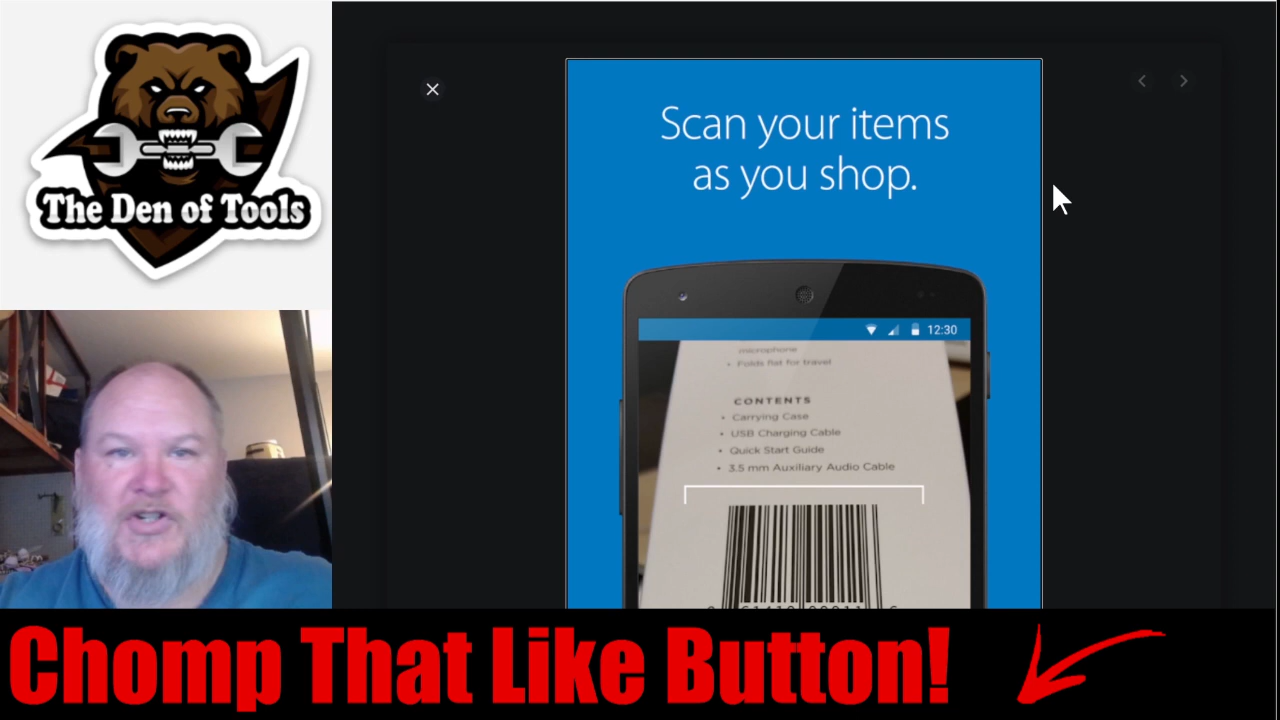 The Den of Tools
Scan your items
as you shop.
12:30
microphone
• Folds flat for travel
CONTENTS
• Carrying Case
• USB Charging Cable
• Quick Start Guide
• 3.5 mm Auxiliary Audio Cable
Chomp That Like Button!